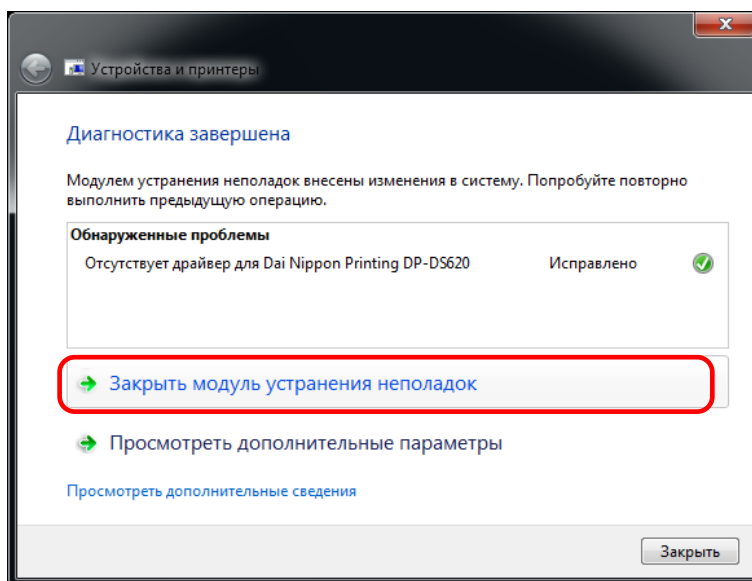 Устройства и принтеры
Диагностика завершена
Модулем устранения неполадок внесены изменения в систему. Попробуйте повторно
выполнить предыдущую операцию.
Обнаруженные проблемы
Отсутствует драйвер для Dai Nippon Printing DP-DS620 Исправлено
Закрыть модуль устранения неполадок
Просмотреть дополнительные параметры
Просмотреть дополнительные сведения
Закрыть